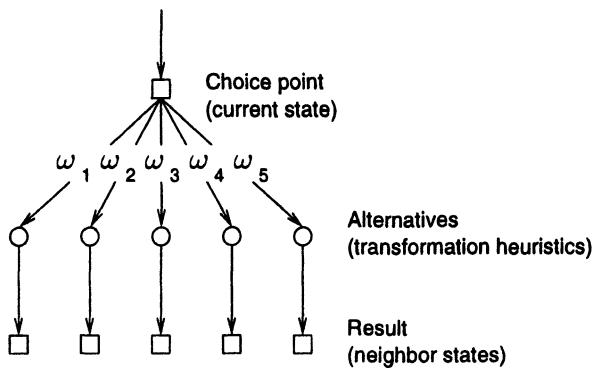 Choice point
(current state)
ω 1 ω 2 ω 3 ω 4 ω 5
Alternatives
(transformation heuristics)
Result
(neighbor states)